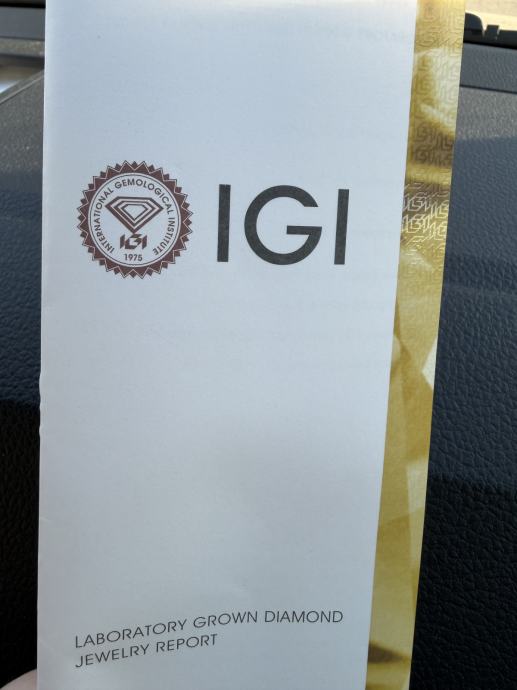 INTERNATIONAL GEMOLOGICAL INSTITUTE
IGI
1975
IGI
LABORATORY GROWN DIAMOND
JEWELRY REPORT